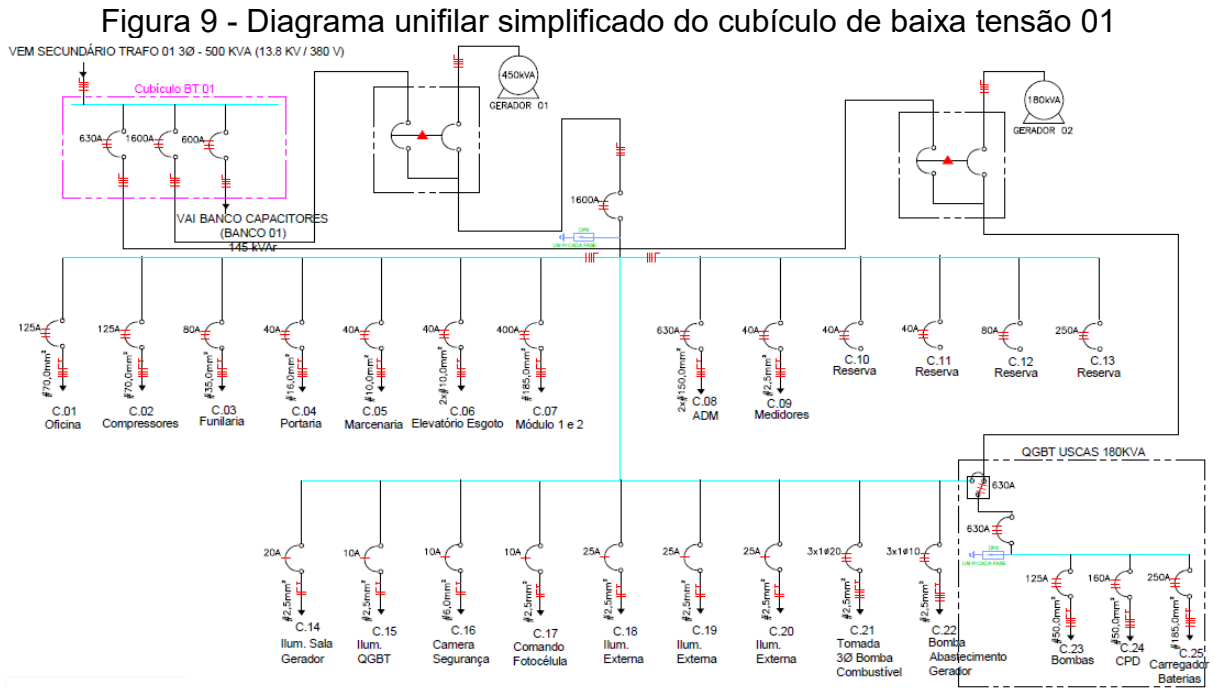 Figura 9 - Diagrama unifilar simplificado do cubículo de baixa tensão 01
VEM SECUNDÁRIO TRAFO 01 3Ø - 500 KVA (13.8 KV / 380 V)
Cubículo BT 01
630A
1600A
600A
VAI BANCO CAPACITORES
(BANCO 01)
145 kVAr
450kVA
GERADOR 01
1600A
DPS
UM P/ CADA FASE
180kVA
GERADOR 02
125A
#70,0mm²
C.01
Oficina
125A
#70,0mm²
C.02
Compressores
80A
#35,0mm²
C.03
Funilaria
40A
#16,0mm²
C.04
Portaria
40A
#10,0mm²
C.05
Marcenaria
40A
2x#10,0mm²
C.06
Elevatório Esgoto
400A
#185,0mm²
C.07
Módulo 1 e 2
630A
2x#150,0mm²
C.08
ADM
40A
#2,5mm²
C.09
Medidores
40A
C.10
Reserva
40A
C.11
Reserva
80A
C.12
Reserva
250A
C.13
Reserva
20A
#2,5mm²
C.14
Ilum. Sala
Gerador
10A
#2,5mm²
C.15
Ilum.
QGBT
10A
#6,0mm²
C.16
Camera
Segurança
10A
#2,5mm²
C.17
Comando
Fotocélula
25A
#2,5mm²
C.18
Ilum.
Externa
25A
#2,5mm²
C.19
Ilum.
Externa
25A
#2,5mm²
C.20
Ilum.
Externa
3x1Ø20
#2,5mm²
C.21
Tomada
3Ø Bomba
Combustível
3x1Ø10
#2,5mm²
C.22
Bomba
Abastecimento
Gerador
QGBT USCAS 180KVA
630A
630A
DPS
UM P/ CADA FASE
125A
#50,0mm²
C.23
Bombas
160A
#50,0mm²
C.24
CPD
250A
#185,0mm²
C.25
Carregador
Baterias